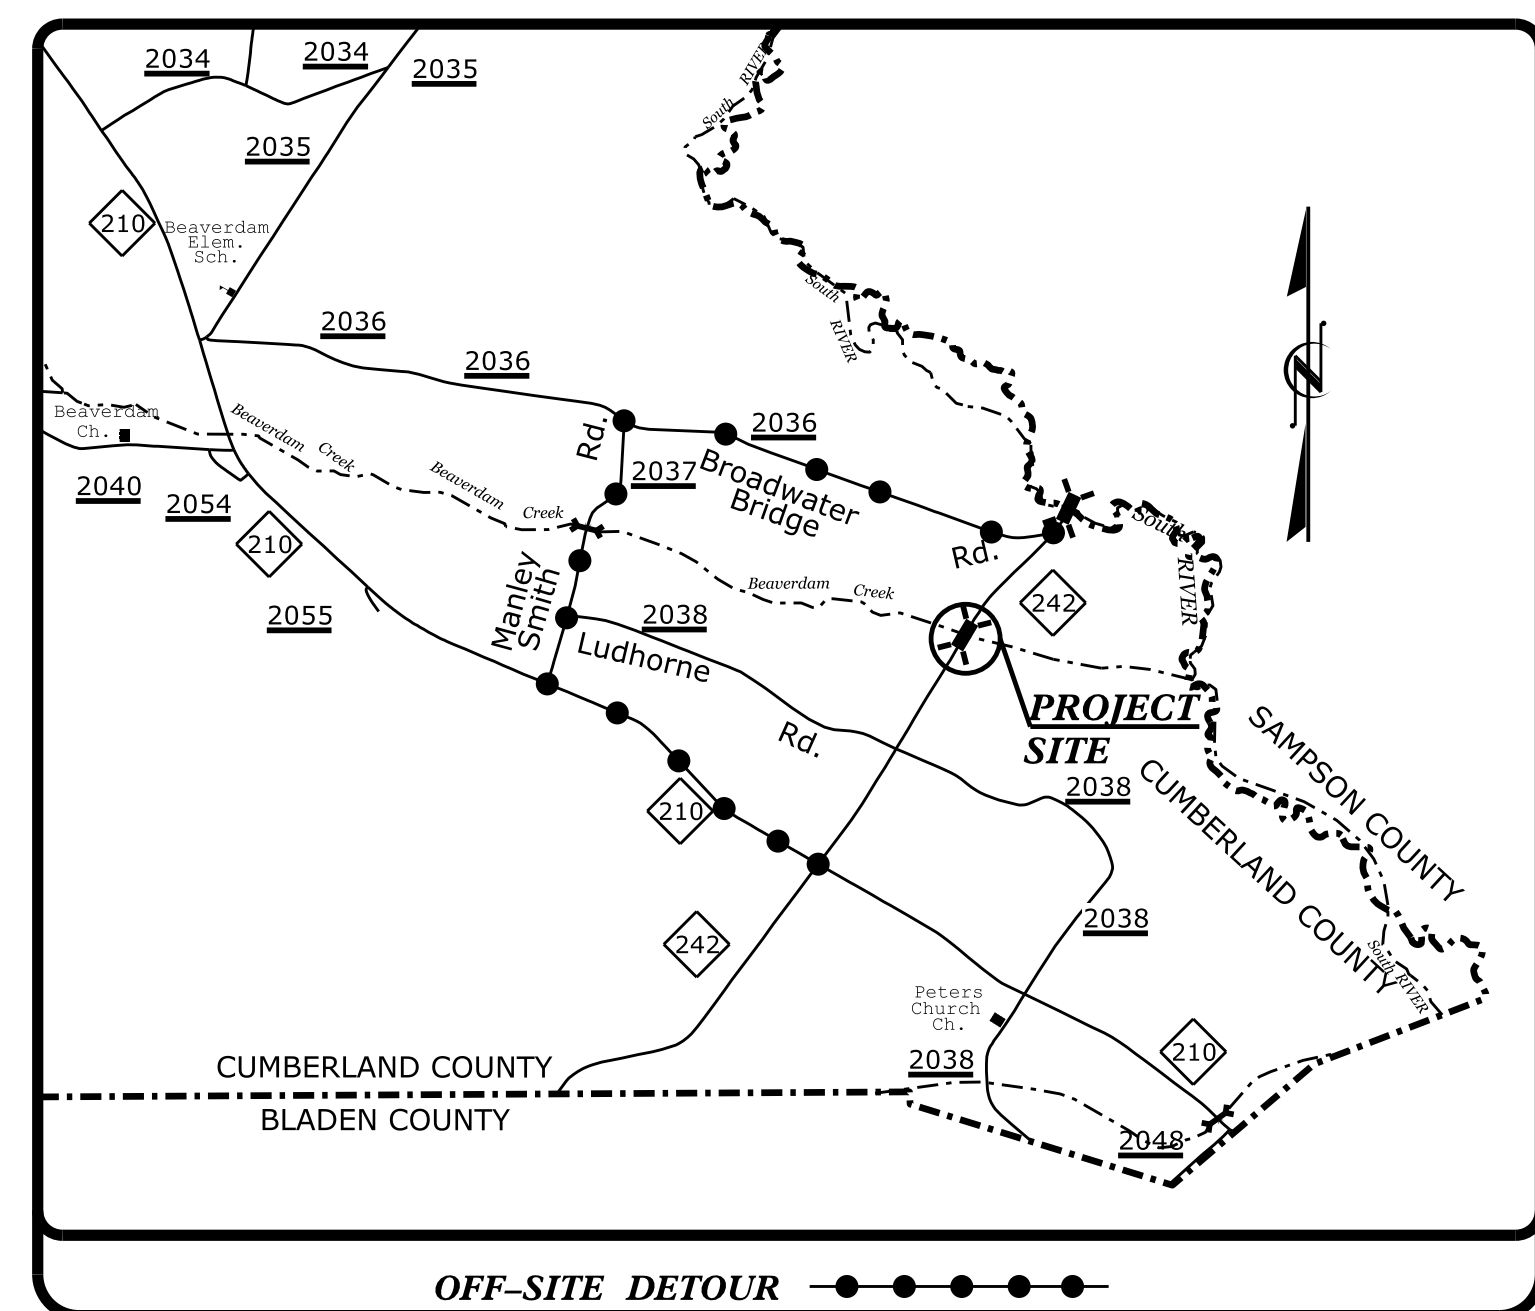 2034
2034
2035
2035
210
Beaverdam
Elem.
Sch.
South
RIVER
South
RIVER
2036
2036
2036
Beaverdam
Ch.
2040
2054
210
2055
Beaverdam
Creek
Beaverdam
Creek
Manley
Smith
Rd.
2037
Broadwater
Bridge
Rd.
South
RIVER
Beaverdam
Creek
242
2038
Ludhorne
Rd.
PROJECT
SITE
2038
210
242
SAMPSON COUNTY
CUMBERLAND COUNTY
South RIVER
2038
Peters
Church
Ch.
2038
210
2048
CUMBERLAND COUNTY
BLADEN COUNTY
N
OFF–SITE DETOUR